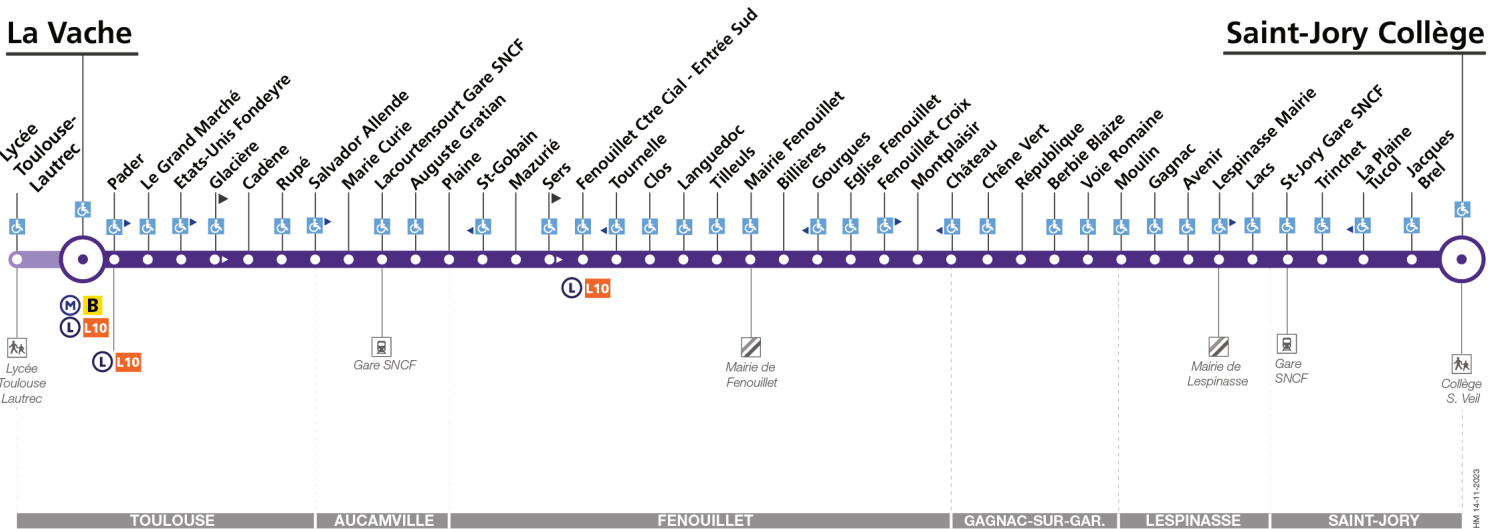 La Vache
Saint-Jory Collège
Lycée
Toulouse-
Lautrec
Pader
Le Grand Marché
Etats-Unis Fondeyre
Glacière
Cadène
Rupé
Salvador Allende
Marie Curie
Lacourtensourt Gare SNCF
Auguste Gratian
Plaine
St-Gobain
Mazurié
Sers
Fenouillet Ctre Cial - Entrée Sud
Tournelle
Clos
Languedoc
Tilleuls
Mairie Fenouillet
Billières
Gourgues
Eglise Fenouillet
Fenouillet Croix
Montplaisir
Château
Chêne Vert
République
Berbie Blaize
Voie Romaine
Moulin
Gagnac
Avenir
Lespinasse Mairie
Lacs
St-Jory Gare SNCF
Trinchet
La Plaine
Tucol
Jacques
Brel
M B
L L10
L L10
L L10
Lycée
Toulouse
Lautrec
Gare SNCF
Mairie de
Fenouillet
Mairie de
Lespinasse
Gare
SNCF
Collège
S. Veil
HM 14-11-2023
TOULOUSE
AUCAMVILLE
FENOUILLET
GAGNAC-SUR-GAR.
LESPINASSE
SAINT-JORY